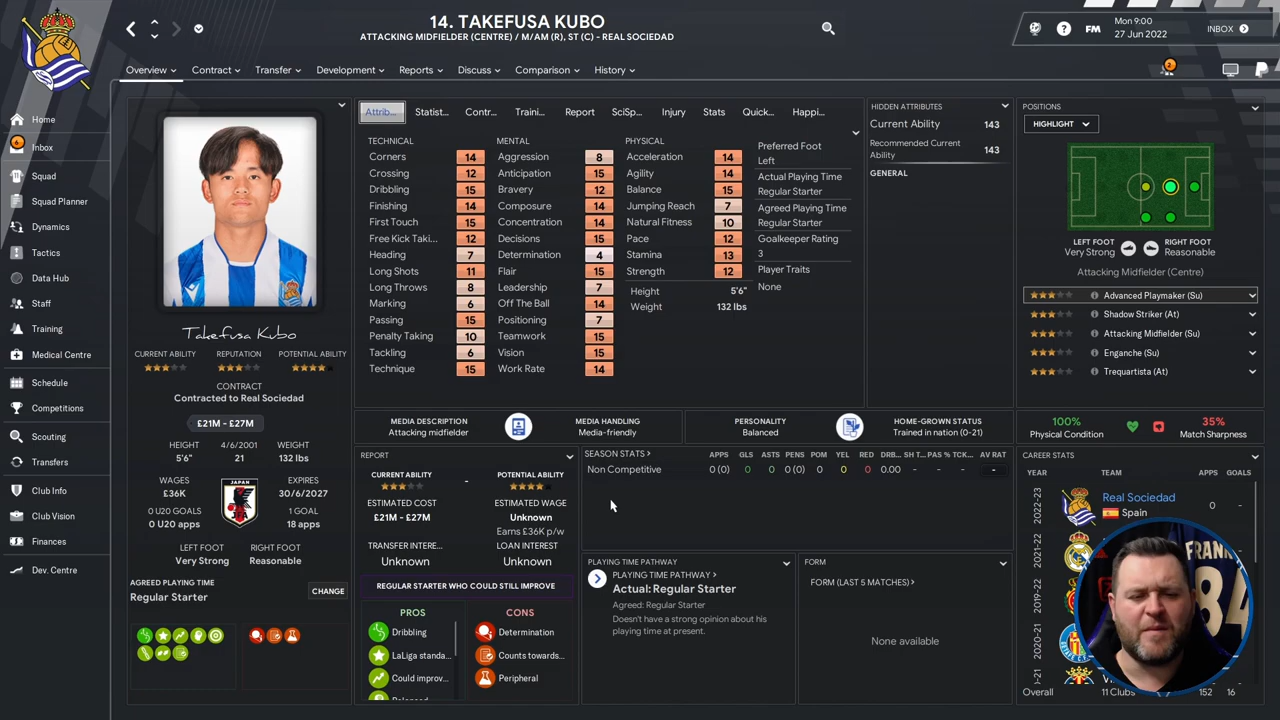 14. TAKEFUSA KUBO
ATTACKING MIDFIELDER (CENTRE) / M/AM (R), ST (C) - REAL SOCIEDAD
Mon 9:00
27 Jun 2022
FM
INBOX
Overview
Contract
Transfer
Development
Reports
Discuss
Comparison
History
2
Home
6
Inbox
Squad
Squad Planner
Dynamics
Tactics
Data Hub
Staff
Training
Medical Centre
Schedule
Competitions
Scouting
Transfers
Club Info
Club Vision
Finances
Dev. Centre
Takefusa Kubo
CURRENT ABILITY
REPUTATION
POTENTIAL ABILITY
CONTRACT
Contracted to Real Sociedad
£21M - £27M
HEIGHT 4/6/2001 WEIGHT
5'6" 21 132 lbs
WAGES EXPIRES
£36K JAPAN 30/6/2027
0 U20 GOALS 1 GOAL
0 U20 apps 18 apps
LEFT FOOT RIGHT FOOT
Very Strong Reasonable
AGREED PLAYING TIME
Regular Starter
CHANGE
Attrib...
Statist...
Contr...
Traini...
Report
SciSp...
Injury
Stats
Quick...
Happi...
TECHNICAL
Corners 14
Crossing 12
Dribbling 15
Finishing 14
First Touch 15
Free Kick Taki... 12
Heading 7
Long Shots 11
Long Throws 8
Marking 6
Passing 15
Penalty Taking 10
Tackling 6
Technique 15
MENTAL
Aggression 8
Anticipation 15
Bravery 12
Composure 14
Concentration 14
Decisions 15
Determination 4
Flair 15
Leadership 7
Off The Ball 14
Positioning 7
Teamwork 15
Vision 15
Work Rate 14
PHYSICAL
Acceleration 14
Agility 14
Balance 15
Jumping Reach 7
Natural Fitness 10
Pace 12
Stamina 13
Strength 12
Height 5'6"
Weight 132 lbs
Preferred Foot
Left
Actual Playing Time
Regular Starter
Agreed Playing Time
Regular Starter
Goalkeeper Rating
3
Player Traits
None
HIDDEN ATTRIBUTES
Current Ability 143
Recommended Current Ability 143
GENERAL
POSITIONS
HIGHLIGHT
LEFT FOOT
Very Strong
RIGHT FOOT
Reasonable
Attacking Midfielder (Centre)
Advanced Playmaker (Su)
Shadow Striker (At)
Attacking Midfielder (Su)
Enganche (Su)
Trequartista (At)
MEDIA DESCRIPTION
Attacking midfielder
MEDIA HANDLING
Media-friendly
PERSONALITY
Balanced
HOME-GROWN STATUS
Trained in nation (0-21)
100%
Physical Condition
35%
Match Sharpness
REPORT
CURRENT ABILITY
-
POTENTIAL ABILITY
ESTIMATED COST
£21M - £27M
ESTIMATED WAGE
Unknown
Earns £36K p/w
TRANSFER INTERE...
Unknown
LOAN INTEREST
Unknown
REGULAR STARTER WHO COULD STILL IMPROVE
PROS
Dribbling
LaLiga standa...
Could improv...
CONS
Determination
Counts towards...
Peripheral
SEASON STATS APPS GLS ASTS PENS POM YEL RED DRB... SH T... PAS % TCK... AV RAT
Non Competitive 0 (0) 0 0 0 (0) 0 0 0 0.00 - - - -
PLAYING TIME PATHWAY
PLAYING TIME PATHWAY
Actual: Regular Starter
Agreed: Regular Starter
Doesn't have a strong opinion about his
playing time at present.
FORM
FORM (LAST 5 MATCHES)
None available
CAREER STATS
YEAR TEAM APPS GOALS
2022-23 Real Sociedad 0 -
Spain
2021-22
2019-22
2020-21
Overall 11 Clubs 152 16
FRANK
84